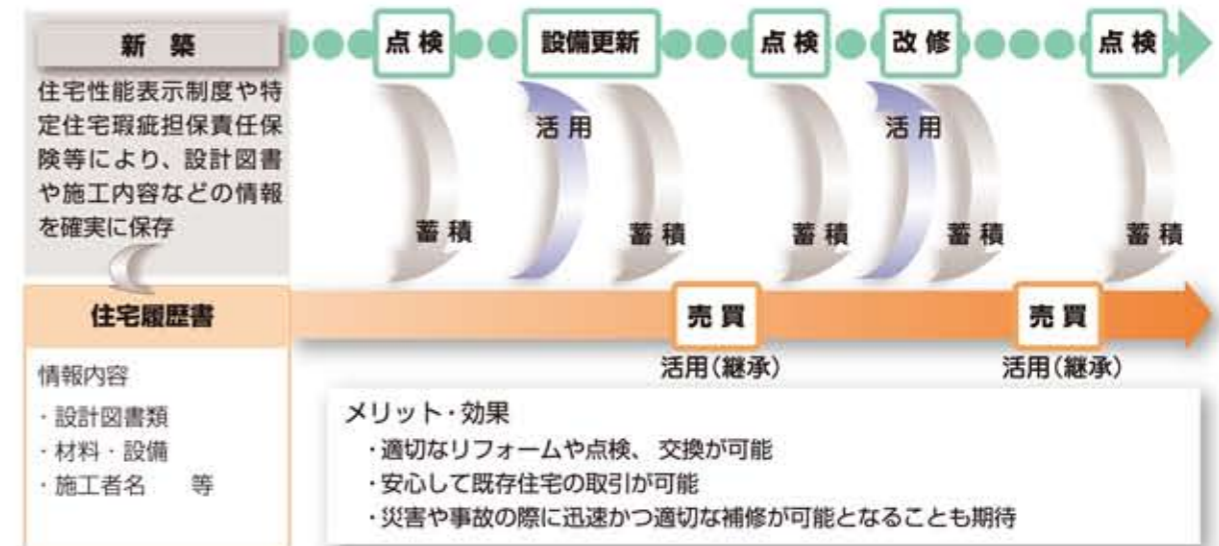 新 築
住宅性能表示制度や特
定住宅瑕疵担保責任保
険等により、設計図書
や施工内容などの情報
を確実に保存
点 検
設備更新
点 検
改 修
点 検
活 用
活 用
蓄 積
蓄 積
蓄 積
蓄 積
蓄 積
住宅履歴書
売 買
売 買
活用(継承)
活用(継承)
情報内容
・設計図書類
・材料・設備
・施工者名　等
メリット・効果
・適切なリフォームや点検、交換が可能
・安心して既存住宅の取引が可能
・災害や事故の際に迅速かつ適切な補修が可能となることも期待